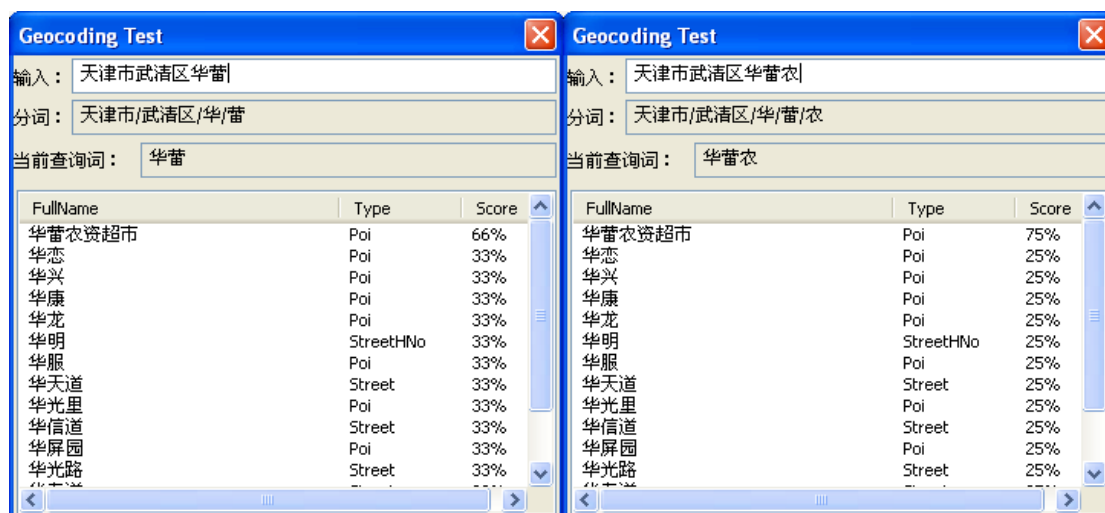 Geocoding Test
输入： 天津市武清区华蕾
分词： 天津市/武清区/华/蕾
当前查询词： 华蕾
FullName Type Score
华蕾农资超市 Poi 66%
华恋 Poi 33%
华兴 Poi 33%
华康 Poi 33%
华龙 Poi 33%
华明 StreetHNo 33%
华服 Poi 33%
华天道 Street 33%
华光里 Poi 33%
华信道 Street 33%
华屏园 Poi 33%
华光路 Street 33%
Geocoding Test
输入： 天津市武清区华蕾农
分词： 天津市/武清区/华/蕾/农
当前查询词： 华蕾农
FullName Type Score
华蕾农资超市 Poi 75%
华恋 Poi 25%
华兴 Poi 25%
华康 Poi 25%
华龙 Poi 25%
华明 StreetHNo 25%
华服 Poi 25%
华天道 Street 25%
华光里 Poi 25%
华信道 Street 25%
华屏园 Poi 25%
华光路 Street 25%